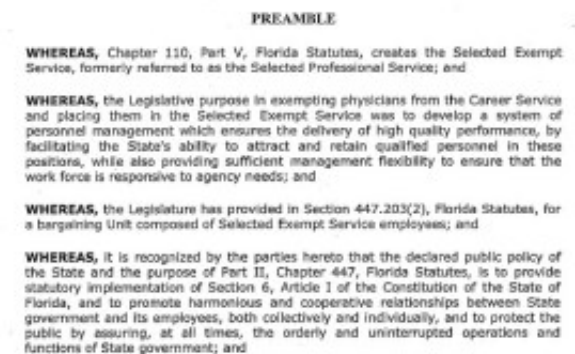 PREAMBLE
WHEREAS, Chapter 110, Part V, Florida Statutes, creates the Selected Exempt
Service, formerly referred to as the Selected Professional Service; and
WHEREAS, the Legislative purpose in exempting physicians from the Career Service
and placing them in the Selected Exempt Service was to develop a system of
personnel management which ensures the delivery of high quality performance, by
facilitating the State's ability to attract and retain qualified personnel in these
positions, while also providing sufficient management flexibility to ensure that the
work force is responsive to agency needs; and
WHEREAS, the Legislature has provided in Section 447.203(2), Florida Statutes, for
a bargaining Unit composed of Selected Exempt Service employees; and
WHEREAS, it is recognized by the parties hereto that the declared public policy of
the State and the purpose of Part II, Chapter 447, Florida Statutes, is to provide
statutory implementation of Section 6, Article I of the Constitution of the State of
Florida, and to promote harmonious and cooperative relationships between State
government and its employees, both collectively and individually, and to protect the
public by assuring, at all times, the orderly and uninterrupted operations and
functions of State government; and